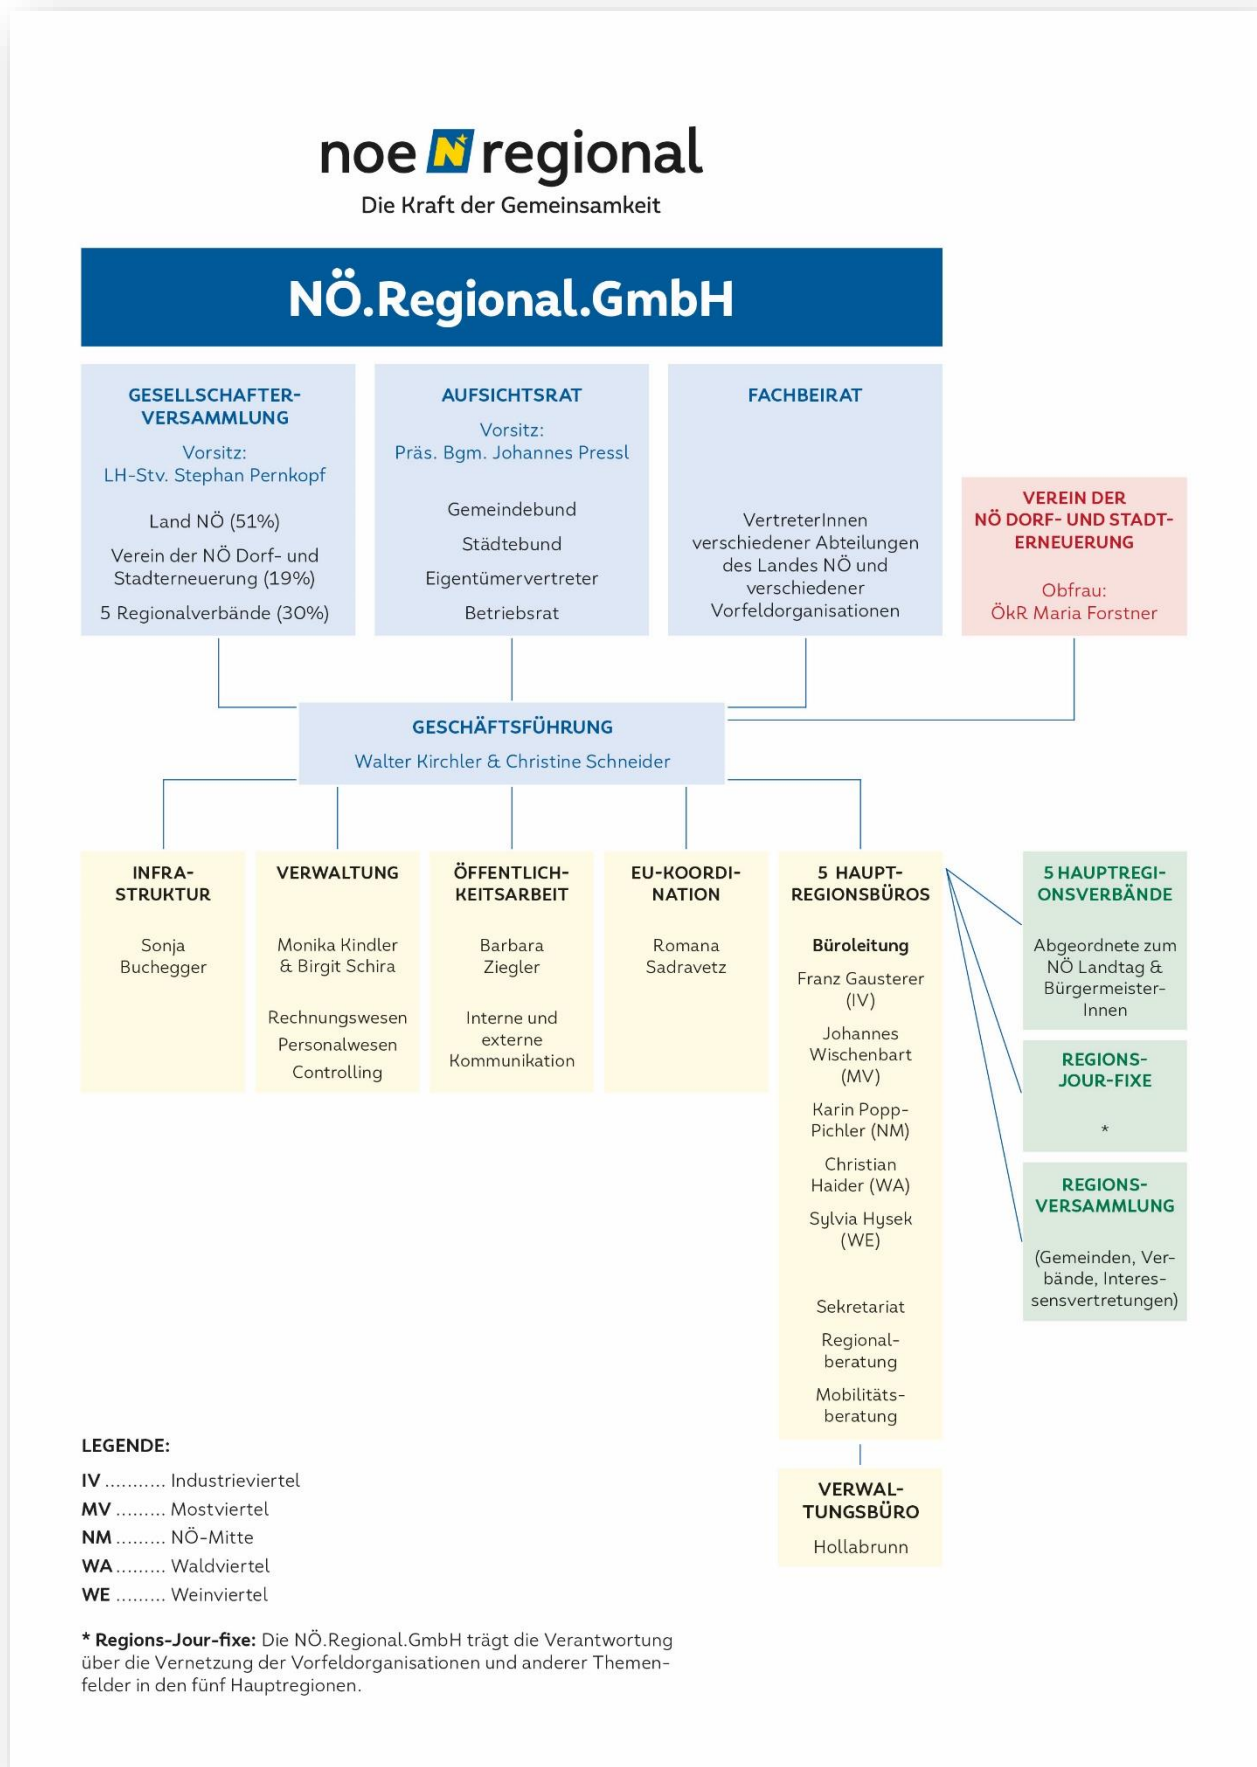 noe N regional
Die Kraft der Gemeinsamkeit
NÖ.Regional.GmbH
GESELLSCHAFTER-
VERSAMMLUNG
Vorsitz:
LH-Stv. Stephan Pernkopf
Land NÖ (51%)
Verein der NÖ Dorf- und
Stadterneuerung (19%)
5 Regionalverbände (30%)
AUFSICHTSRAT
Vorsitz:
Präs. Bgm. Johannes Pressl
Gemeindebund
Städtebund
Eigentümervertreter
Betriebsrat
FACHBEIRAT
VertreterInnen
verschiedener Abteilungen
des Landes NÖ und
verschiedener
Vorfeldorganisationen
VEREIN DER
NÖ DORF- UND STADT-
ERNEUERUNG
Obfrau:
ÖkR Maria Forstner
GESCHÄFTSFÜHRUNG
Walter Kirchler & Christine Schneider
INFRA-
STRUKTUR
Sonja
Buchegger
VERWALTUNG
Monika Kindler
& Birgit Schira
Rechnungswesen
Personalwesen
Controlling
ÖFFENTLICH-
KEITSARBEIT
Barbara
Ziegler
Interne und
externe
Kommunikation
EU-KOORDI-
NATION
Romana
Sadravetz
5 HAUPT-
REGIONSBÜROS
Büroleitung
Franz Gausterer
(IV)
Johannes
Wischenbart
(MV)
Karin Popp-
Pichler (NM)
Christian
Haider (WA)
Sylvia Hysek
(WE)
Sekretariat
Regional-
beratung
Mobilitäts-
beratung
VERWAL-
TUNGSBÜRO
Hollabrunn
5 HAUPTREGI-
ONSVERBÄNDE
Abgeordnete zum
NÖ Landtag &
Bürgermeister-
Innen
REGIONS-
JOUR-FIXE
*
REGIONS-
VERSAMMLUNG
(Gemeinden, Ver-
bände, Interes-
sensvertretungen)
LEGENDE:
IV .......... Industrieviertel
MV ......... Mostviertel
NM ......... NÖ-Mitte
WA ......... Waldviertel
WE ......... Weinviertel
* Regions-Jour-fixe: Die NÖ.Regional.GmbH trägt die Verantwortung
über die Vernetzung der Vorfeldorganisationen und anderer Themen-
felder in den fünf Hauptregionen.